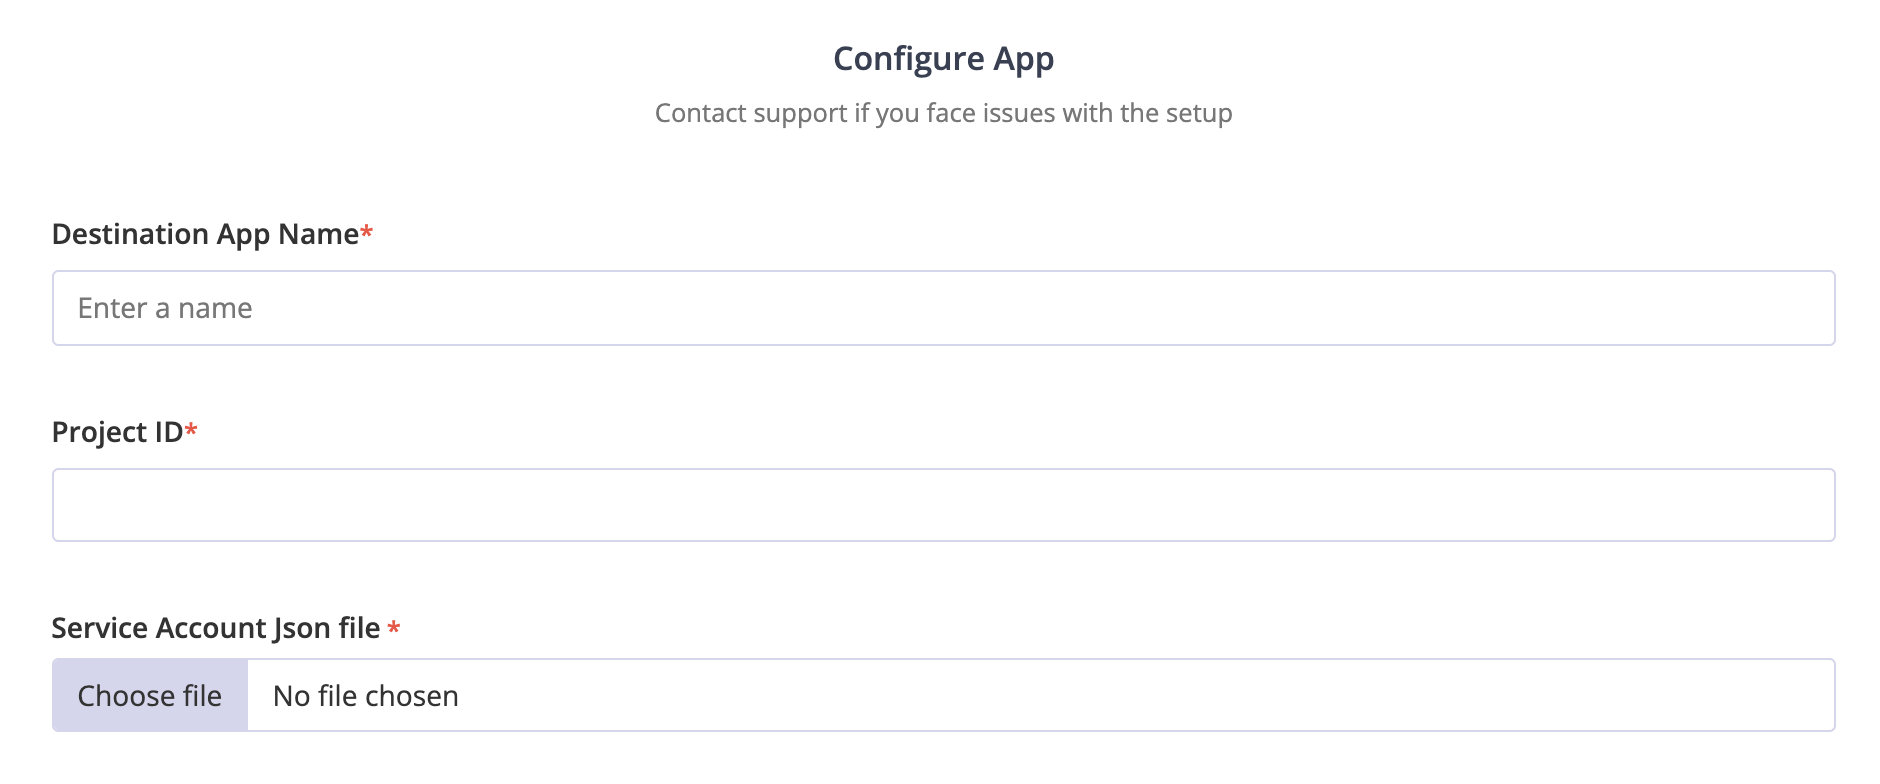 Configure App
Contact support if you face issues with the setup
Destination App Name*
Enter a name
Project ID*
Service Account Json file *
Choose file No file chosen